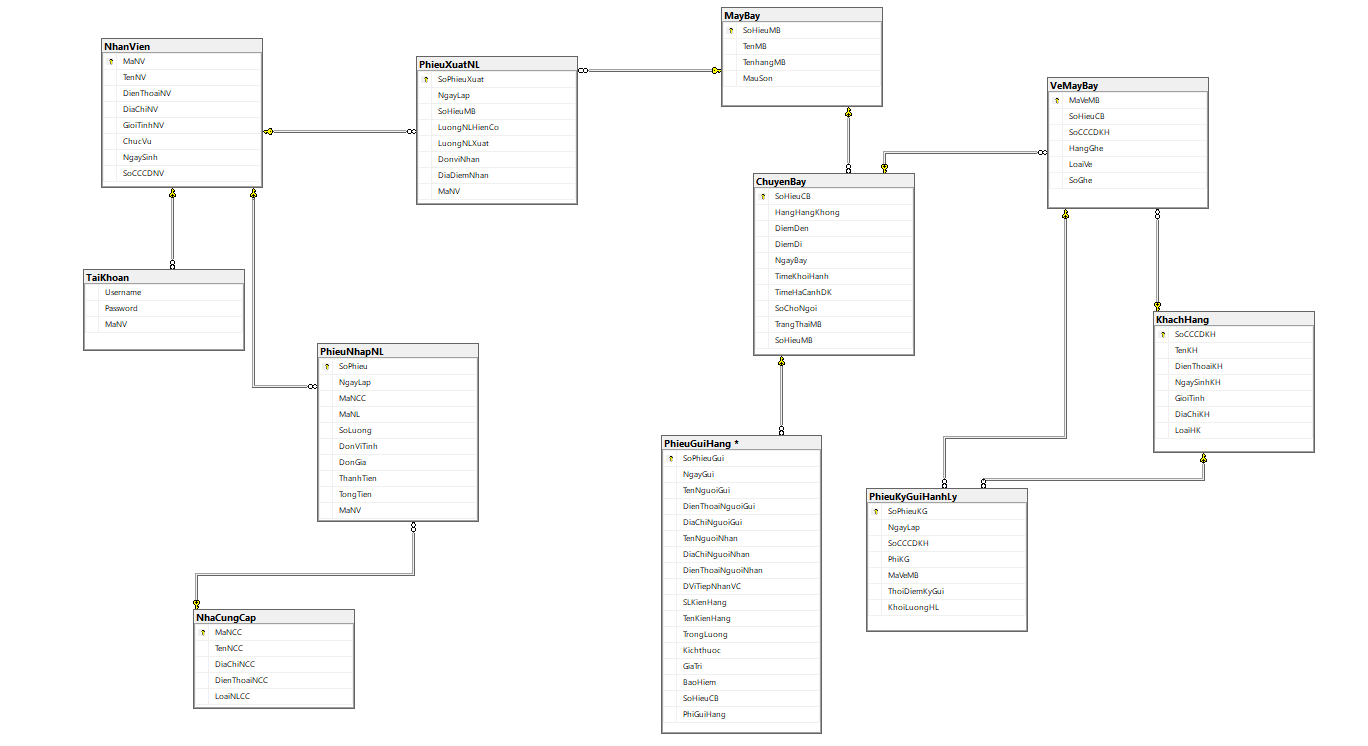 NhanVien
MaNV
TenNV
DienThoaiNV
DiaChiNV
GioiTinhNV
ChucVu
NgaySinh
SoCCCDNV
PhieuXuatNL
SoPhieuXuat
NgayLap
SoHieuMB
LuongNLHienCo
LuongNLXuat
DonviNhan
DiaDiemNhan
MaNV
MayBay
SoHieuMB
TenMB
TenhangMB
MauSon
VeMayBay
MaVeMB
SoHieuCB
SoCCCDKH
HangGhe
LoaiVe
SoGhe
ChuyenBay
SoHieuCB
HangHangKhong
DiemDen
DiemDi
NgayBay
TimeKhoiHanh
TimeHaCanhDK
SoChoNgoi
TrangThaiMB
SoHieuMB
TaiKhoan
Username
Password
MaNV
KhachHang
SoCCCDKH
TenKH
DienThoaiKH
NgaySinhKH
GioiTinh
DiaChiKH
LoaiHK
PhieuNhapNL
SoPhieu
NgayLap
MaNCC
MaNL
SoLuong
DonViTinh
DonGia
ThanhTien
TongTien
MaNV
PhieuGuiHang *
SoPhieuGui
NgayGui
TenNguoiGui
DienThoaiNguoiGui
DiaChiNguoiGui
TenNguoiNhan
DiaChiNguoiNhan
DienThoaiNguoiNhan
DViTiepNhanVC
SLKienHang
TenKienHang
TrongLuong
Kichthuoc
GiaTri
BaoHiem
SoHieuCB
PhiGuiHang
PhieuKyGuiHanhLy
SoPhieuKG
NgayLap
SoCCCDKH
PhiKG
MaVeMB
ThoiDiemKyGui
KhoiLuongHL
NhaCungCap
MaNCC
TenNCC
DiaChiNCC
DienThoaiNCC
LoaiNLCC